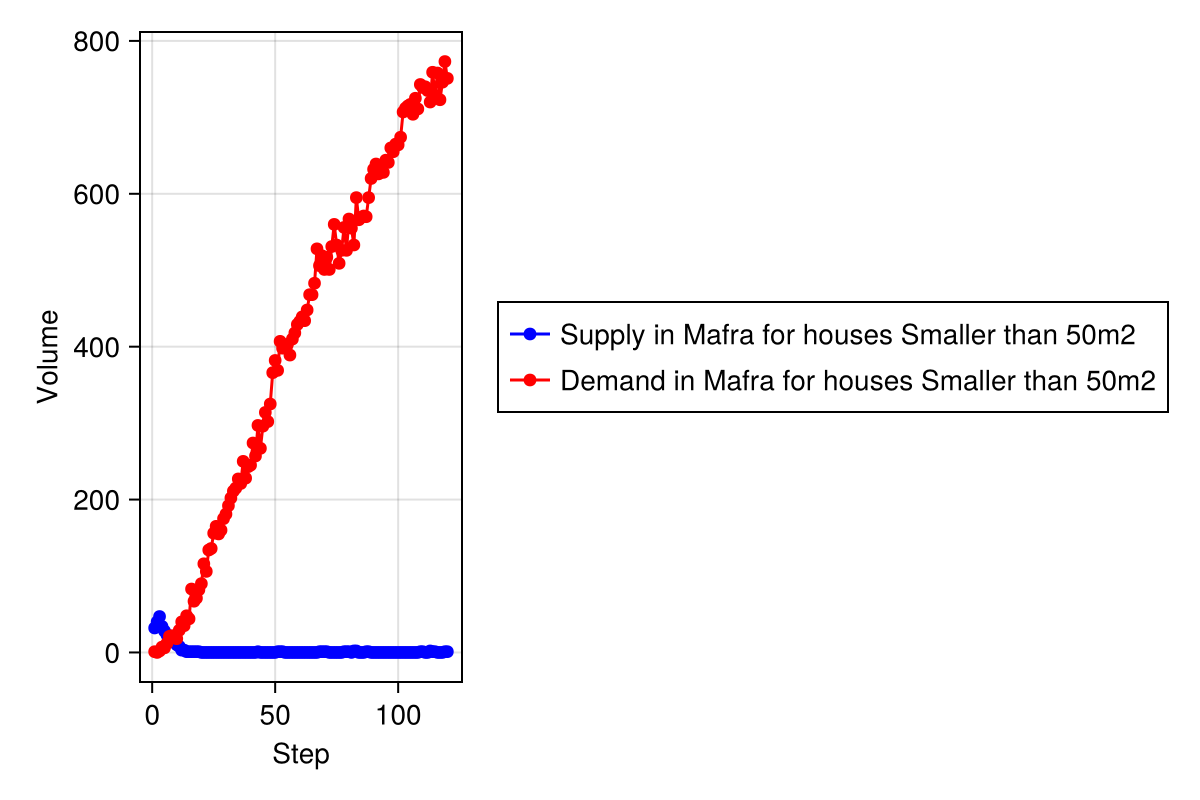 800
600
400
200
0
Volume
0 50 100
Step
Supply in Mafra for houses Smaller than 50m2
Demand in Mafra for houses Smaller than 50m2